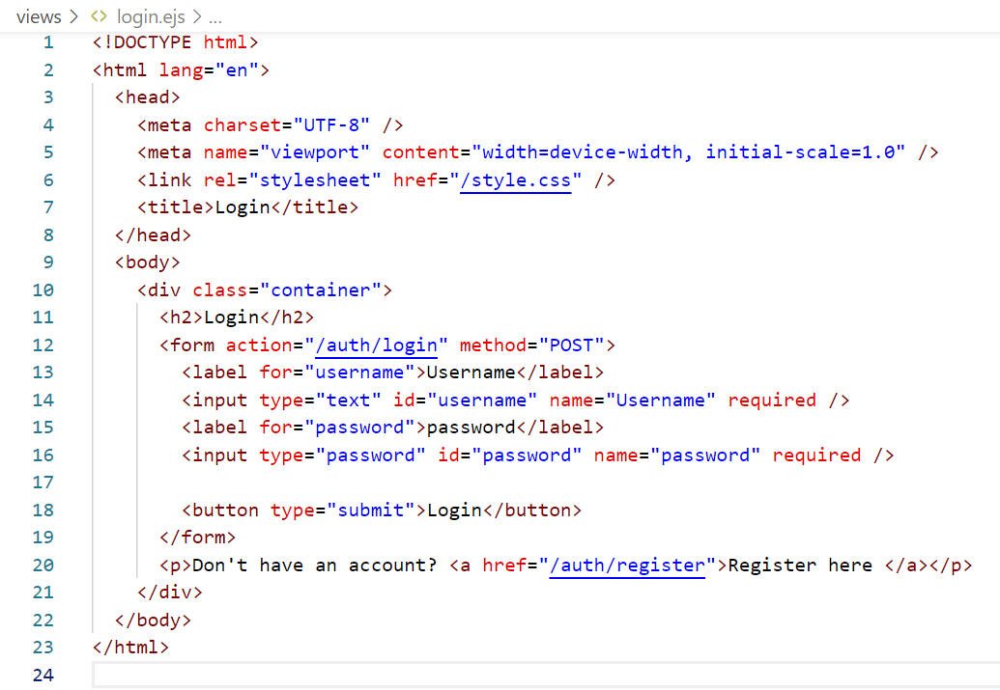 views > <> login.ejs > ...
1 <!DOCTYPE html>
2 <html lang="en">
3   <head>
4     <meta charset="UTF-8" />
5     <meta name="viewport" content="width=device-width, initial-scale=1.0" />
6     <link rel="stylesheet" href="/style.css" />
7     <title>Login</title>
8   </head>
9   <body>
10     <div class="container">
11       <h2>Login</h2>
12       <form action="/auth/login" method="POST">
13         <label for="username">Username</label>
14         <input type="text" id="username" name="Username" required />
15         <label for="password">password</label>
16         <input type="password" id="password" name="password" required />
17
18         <button type="submit">Login</button>
19       </form>
20       <p>Don't have an account? <a href="/auth/register">Register here </a></p>
21     </div>
22   </body>
23 </html>
24